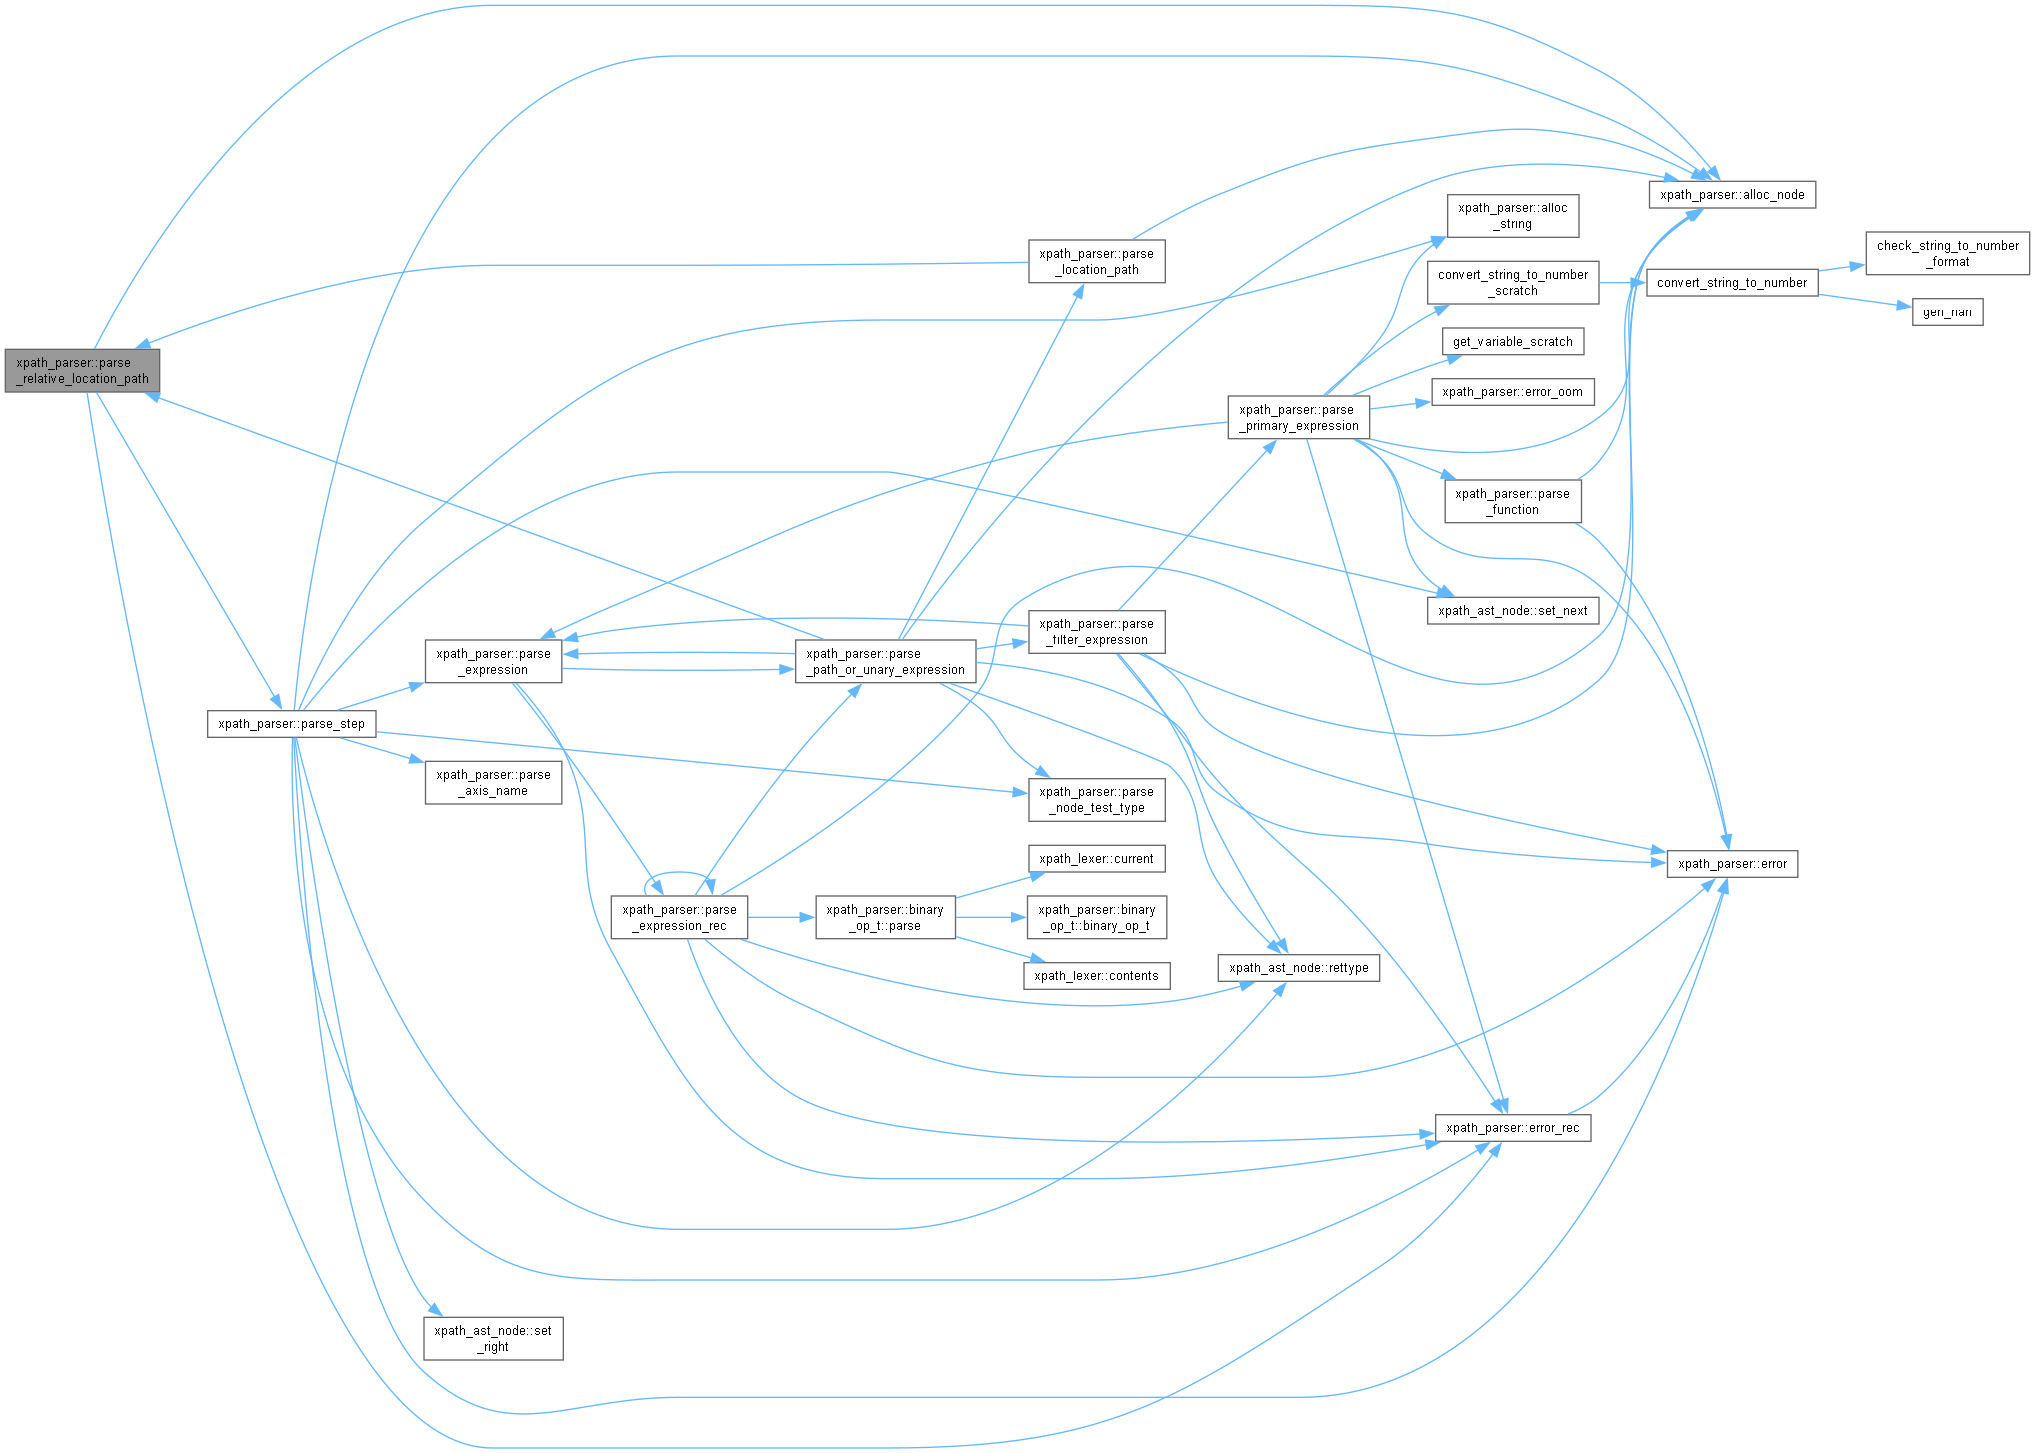 xpath_parser::parse
_relative_location_path
xpath_parser::parse_step
xpath_parser::parse
_expression
xpath_parser::parse
_axis_name
xpath_ast_node::set
_right
xpath_parser::parse
_expression_rec
xpath_parser::parse
_path_or_unary_expression
xpath_parser::binary
_op_t::parse
xpath_parser::parse
_location_path
xpath_parser::parse
_filter_expression
xpath_parser::parse
_node_test_type
xpath_lexer::current
xpath_parser::binary
_op_t::binary_op_t
xpath_lexer::contents
xpath_parser::parse
_primary_expression
xpath_ast_node::rettype
xpath_parser::alloc
_string
convert_string_to_number
_scratch
get_variable_scratch
xpath_parser::error_oom
xpath_parser::parse
_function
xpath_ast_node::set_next
xpath_parser::error_rec
xpath_parser::alloc_node
convert_string_to_number
xpath_parser::error
check_string_to_number
_format
gen_nan